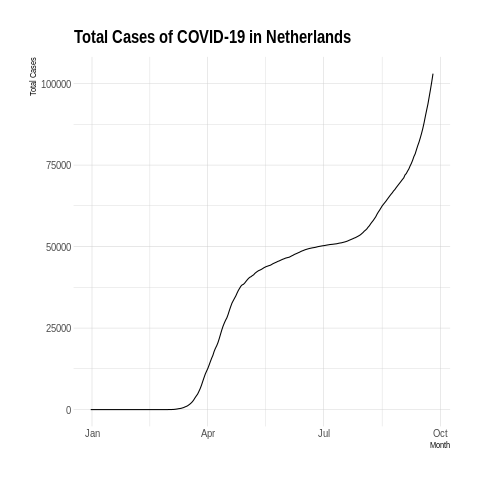 Total Cases of COVID-19 in Netherlands
Total Cases
100000
75000
50000
25000
0
Jan Apr Jul Oct
Month